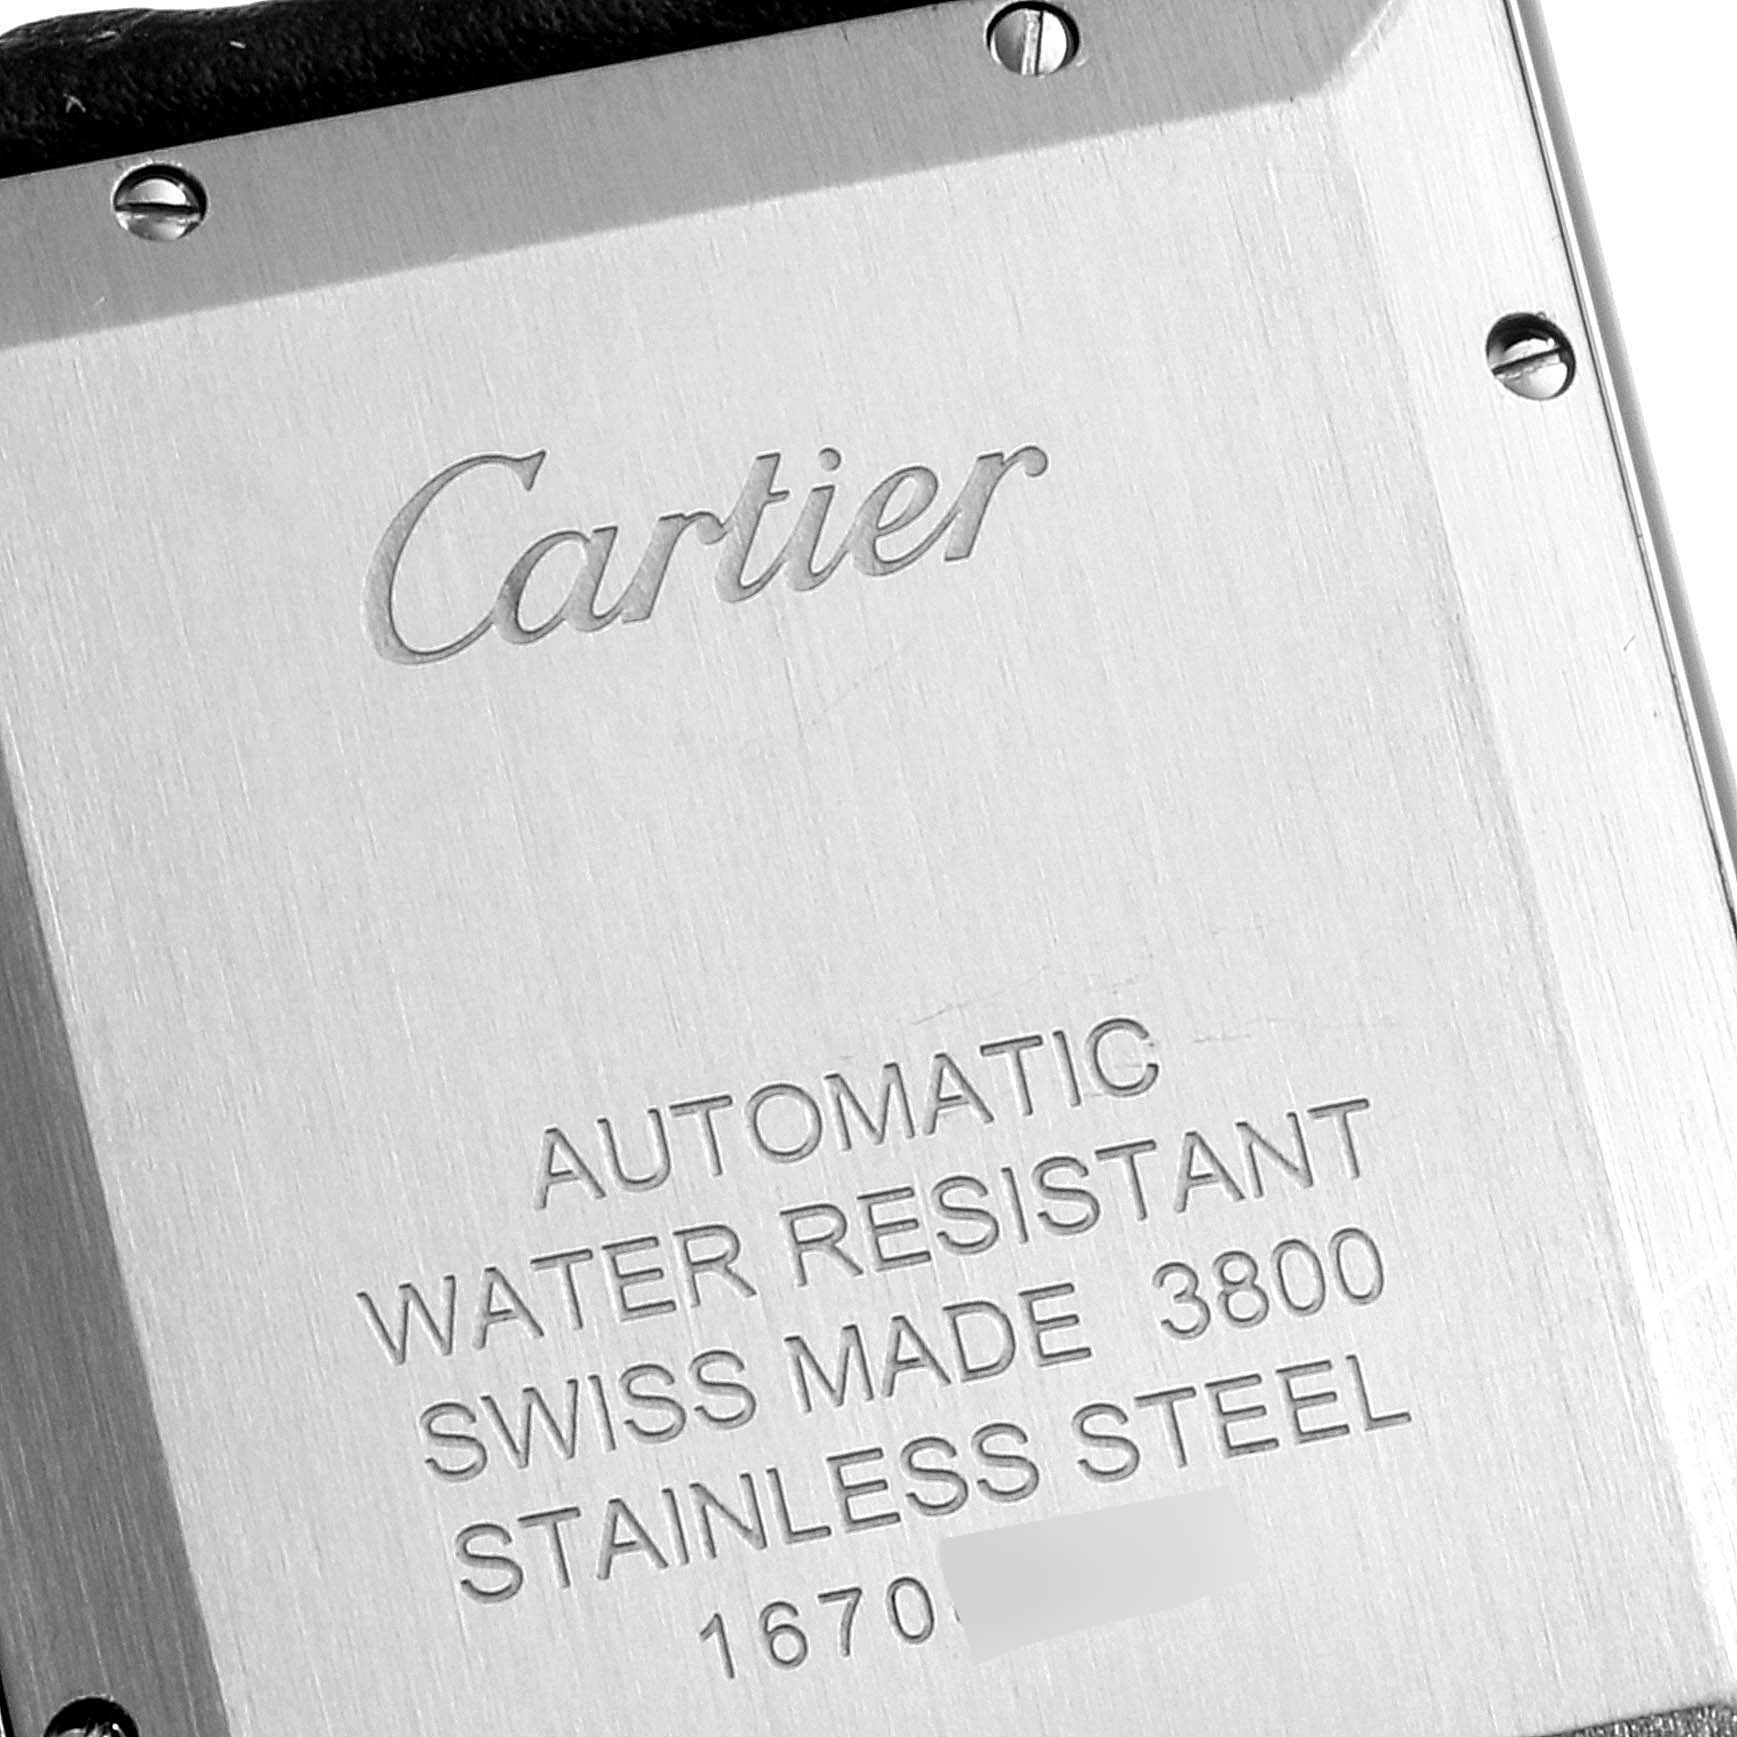 Cartier
AUTOMATIC
WATER RESISTANT
SWISS MADE 3800
STAINLESS STEEL
1670